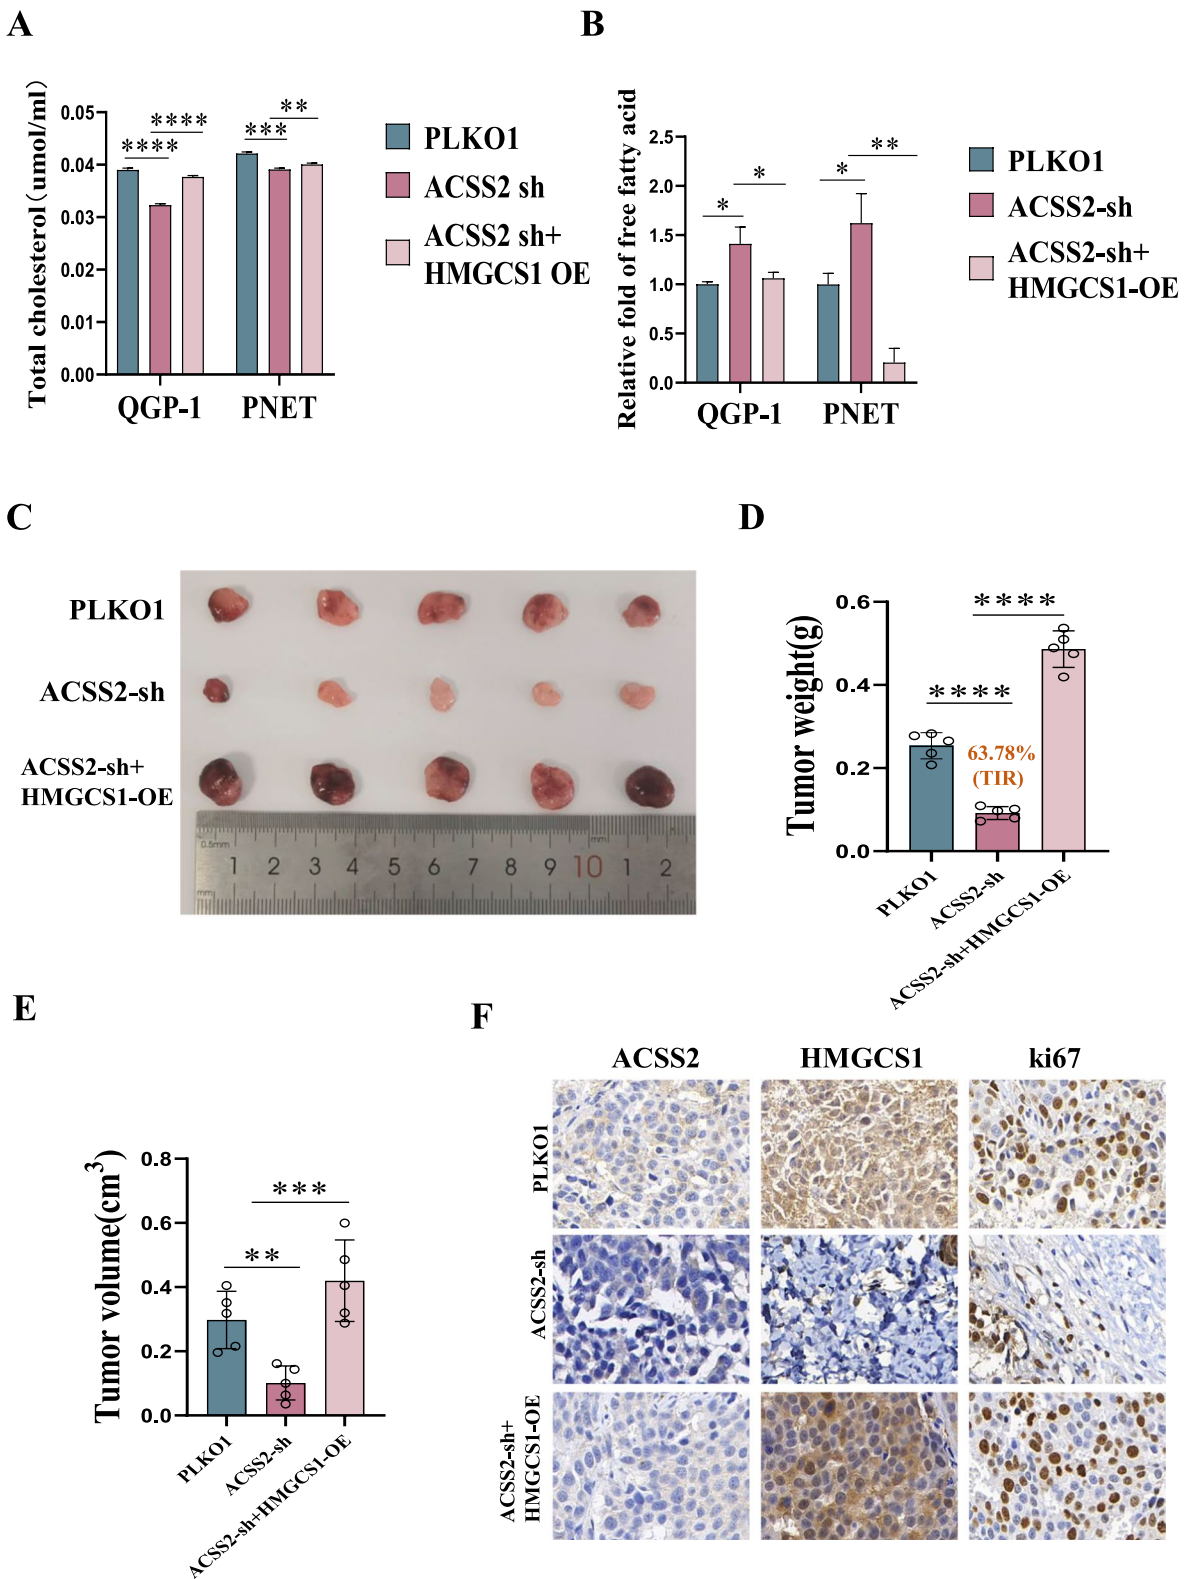 A
Total cholesterol(umol/ml)
0.05
0.04
0.03
0.02
0.01
0.00
****
****
***
**
QGP-1
PNET
PLKO1
ACSS2 sh
ACSS2 sh+
HMGCS1 OE
B
Relative fold of free fatty acid
2.5
2.0
1.5
1.0
0.5
0.0
*
*
*
**
QGP-1
PNET
PLKO1
ACSS2-sh
ACSS2-sh+
HMGCS1-OE
C
PLKO1
ACSS2-sh
ACSS2-sh+
HMGCS1-OE
0.5mm
mm
1 2 3 4 5 6 7 8 9 10 1 2
mm
D
Tumor weight(g)
0.6
0.4
0.2
0.0
****
****
63.78%
(TIR)
PLKO1
ACSS2-sh
ACSS2-sh+HMGCS1-OE
E
Tumor volume(cm³)
0.8
0.6
0.4
0.2
0.0
**
***
PLKO1
ACSS2-sh
ACSS2-sh+HMGCS1-OE
F
ACSS2
HMGCS1
ki67
PLKO1
ACSS2-sh
ACSS2-sh+
HMGCS1-OE